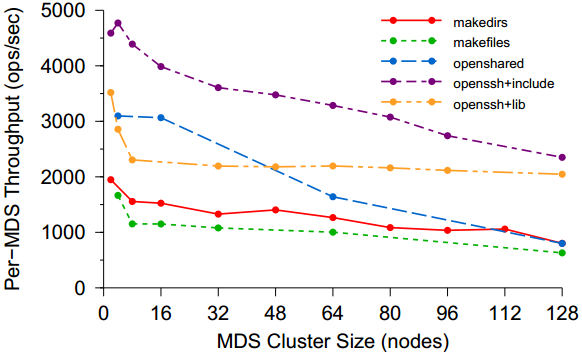 Per-MDS Throughput (ops/sec)
5000
4000
3000
2000
1000
0
makedirs
makefiles
openshared
openssh+include
openssh+lib
0 16 32 48 64 80 96 112 128
MDS Cluster Size (nodes)